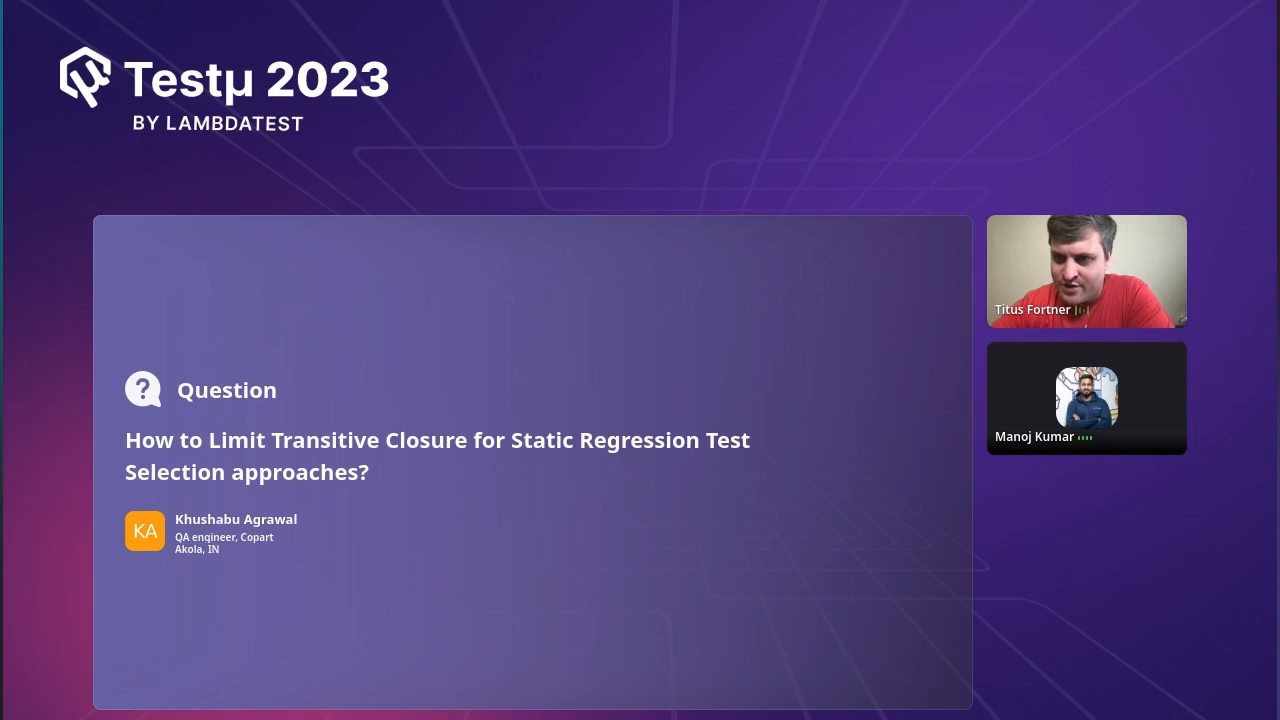 Testμ 2023
BY LAMBDATEST
Question
How to Limit Transitive Closure for Static Regression Test
Selection approaches?
KA
Khushabu Agrawal
QA engineer, Copart
Akola, IN
Titus Fortner
Manoj Kumar